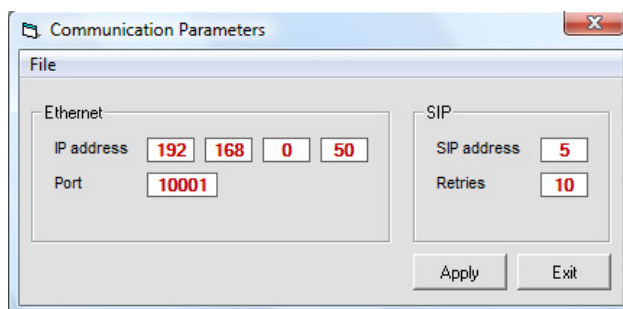 Communication Parameters
File
Ethernet
IP address 192 168 0 50
Port 10001
SIP
SIP address 5
Retries 10
Apply Exit